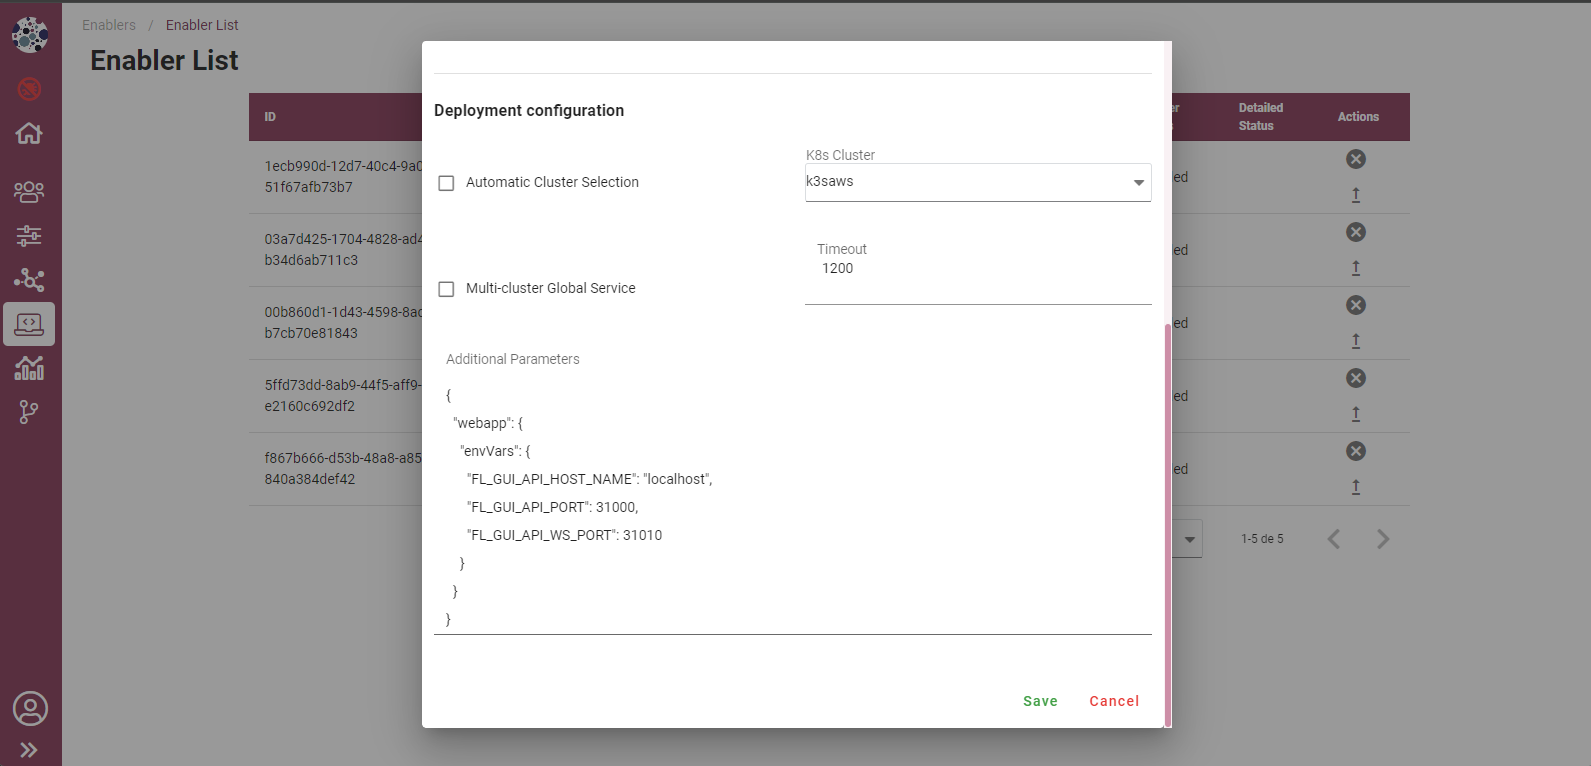 Enablers / Enabler List
Enabler List
ID
Detailed
Status
Actions
1ecb990d-12d7-40c4-9a0
51f67afb73b7
ed
03a7d425-1704-4828-ad4
b34d6ab711c3
ed
00b860d1-1d43-4598-8ac
b7cb70e81843
ed
5ffd73dd-8ab9-44f5-aff9-
e2160c692df2
ed
f867b666-d53b-48a8-a85
840a384def42
ed
1-5 de 5
Deployment configuration
Automatic Cluster Selection
K8s Cluster
k3saws
Multi-cluster Global Service
Timeout
1200
Additional Parameters
{
"webapp": {
"envVars": {
"FL_GUI_API_HOST_NAME": "localhost",
"FL_GUI_API_PORT": 31000,
"FL_GUI_API_WS_PORT": 31010
}
}
}
Save Cancel